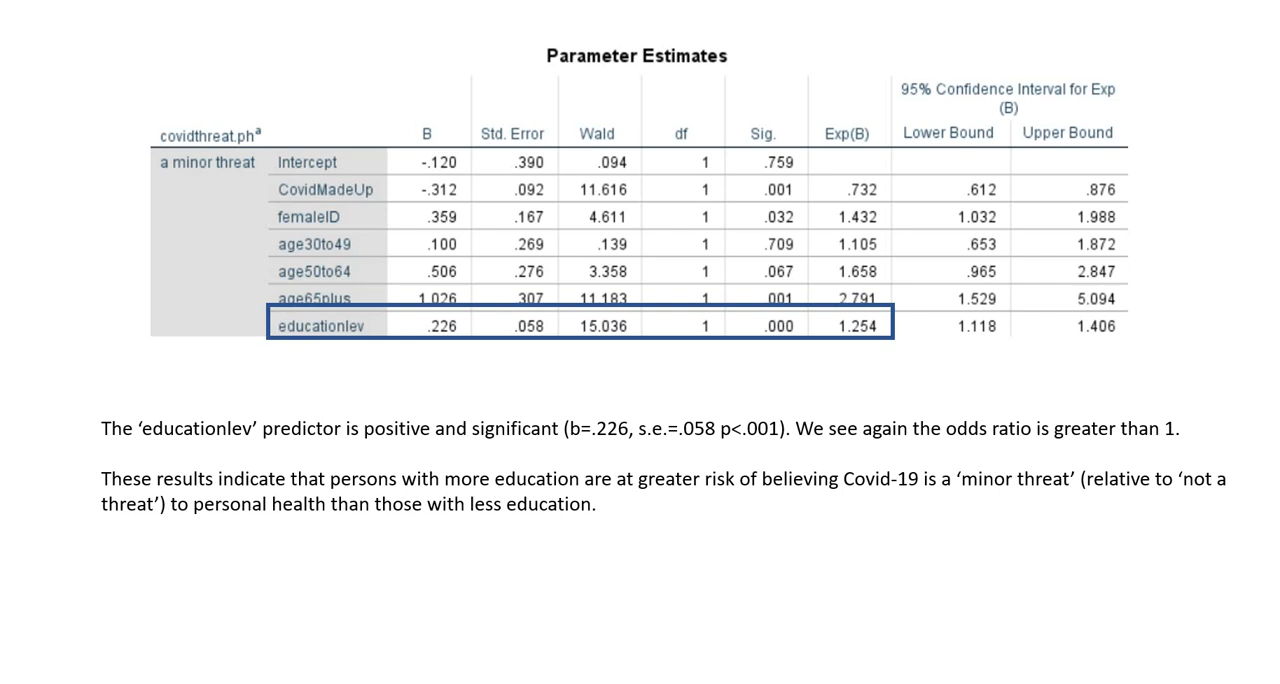 Parameter Estimates
95% Confidence Interval for Exp
(B)
covidthreat.phᵃ B Std. Error Wald df Sig. Exp(B) Lower Bound Upper Bound
a minor threat Intercept -.120 .390 .094 1 .759
CovidMadeUp -.312 .092 11.616 1 .001 .732 .612 .876
femaleID .359 .167 4.611 1 .032 1.432 1.032 1.988
age30to49 .100 .269 .139 1 .709 1.105 .653 1.872
age50to64 .506 .276 3.358 1 .067 1.658 .965 2.847
age65plus 1.026 .307 11.183 1 .001 2.791 1.529 5.094
educationlev .226 .058 15.036 1 .000 1.254 1.118 1.406
The ‘educationlev’ predictor is positive and significant (b=.226, s.e.=.058 p<.001). We see again the odds ratio is greater than 1.
These results indicate that persons with more education are at greater risk of believing Covid-19 is a ‘minor threat’ (relative to ‘not a
threat’) to personal health than those with less education.